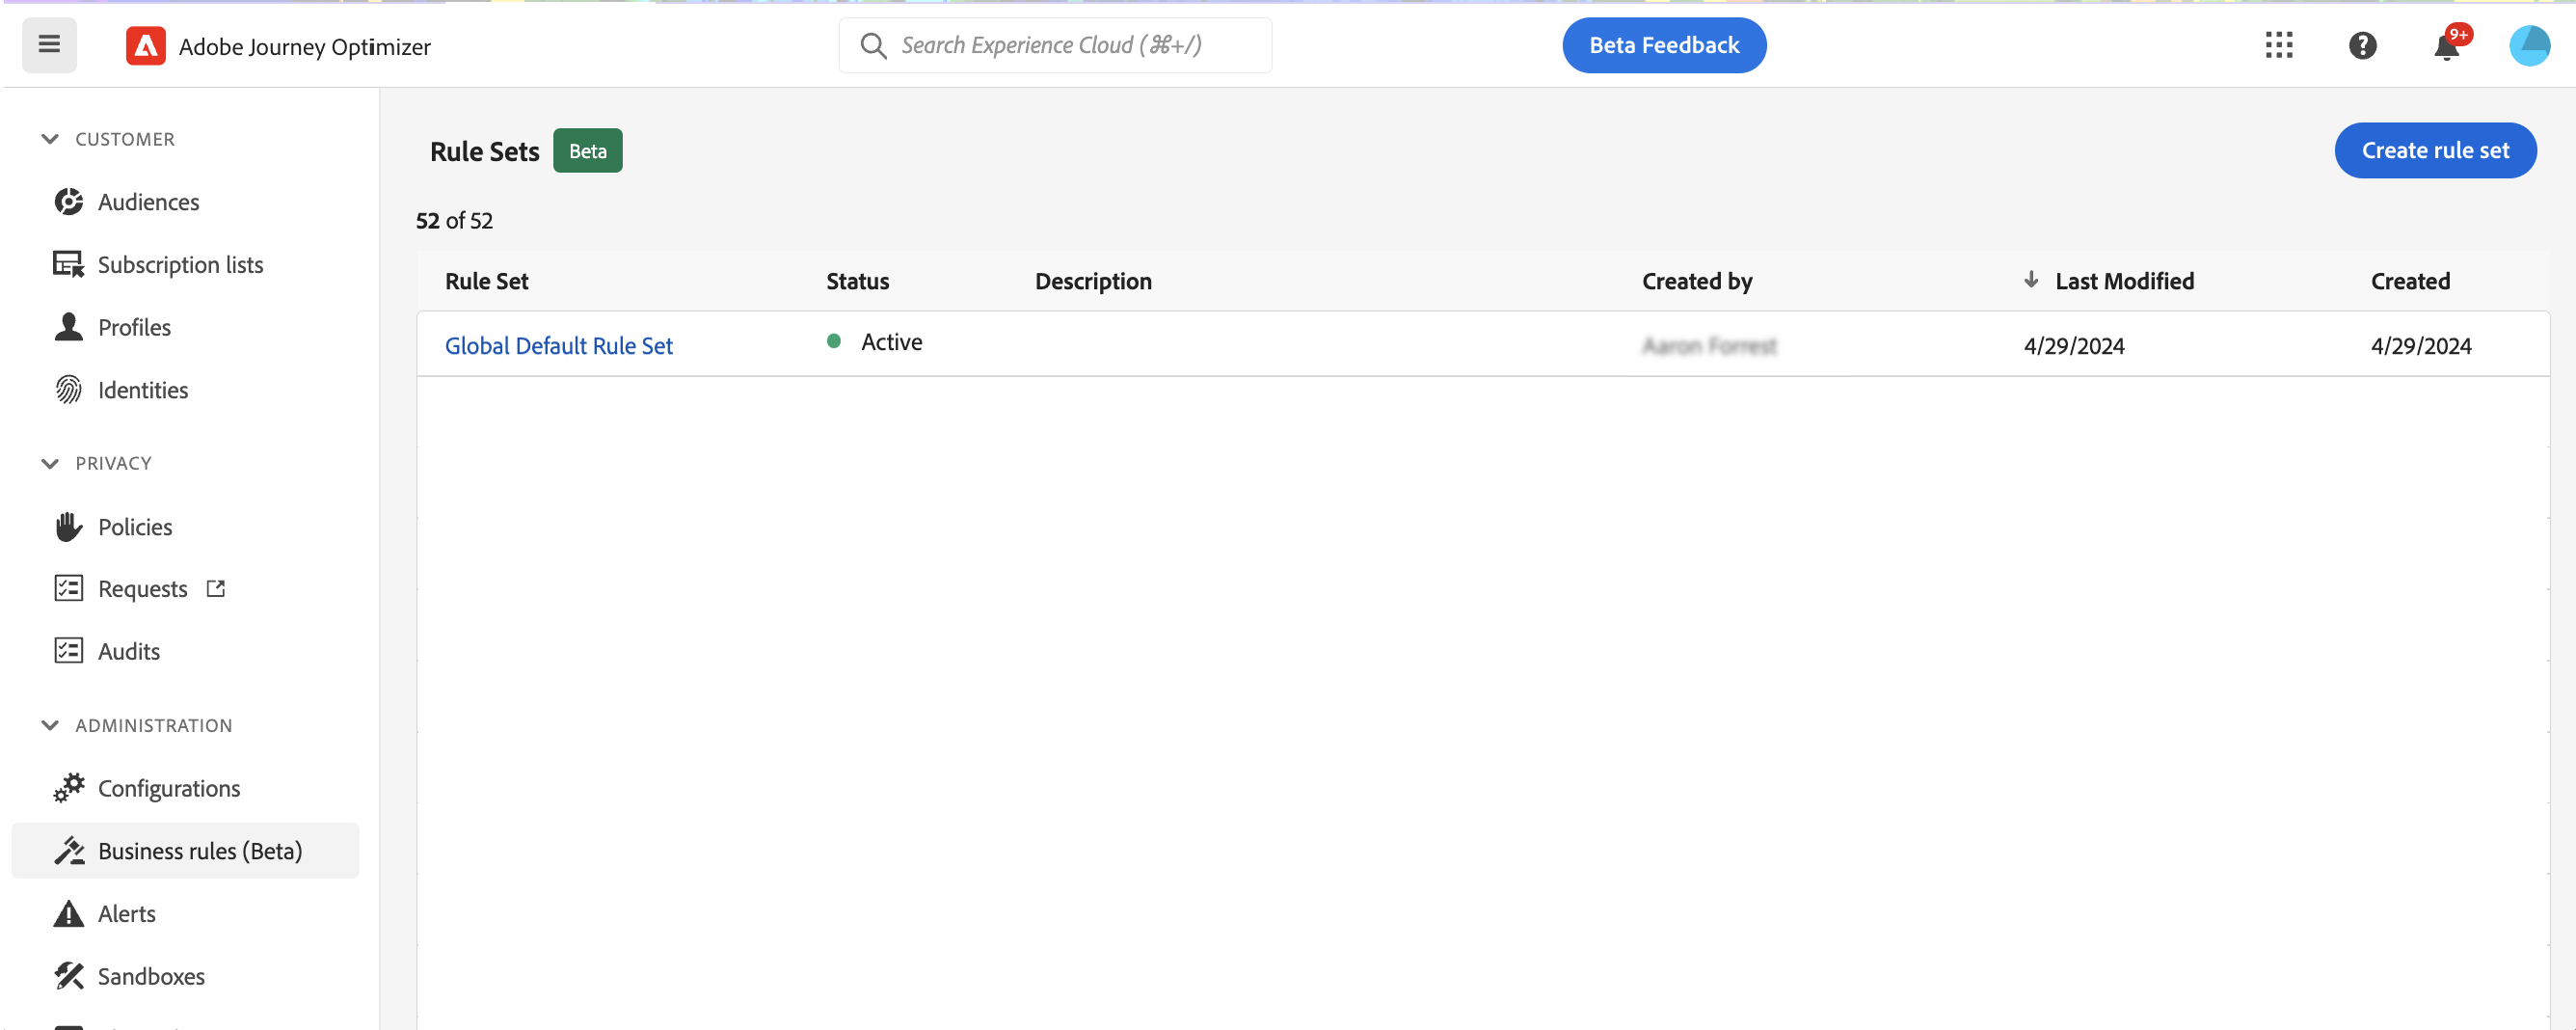 Adobe Journey Optimizer
Search Experience Cloud (⌘+/)
Beta Feedback
9+
CUSTOMER
Audiences
Subscription lists
Profiles
Identities
PRIVACY
Policies
Requests
Audits
ADMINISTRATION
Configurations
Business rules (Beta)
Alerts
Sandboxes
Rule Sets Beta
Create rule set
52 of 52
Rule Set Status Description Created by Last Modified Created
Global Default Rule Set Active 4/29/2024 4/29/2024